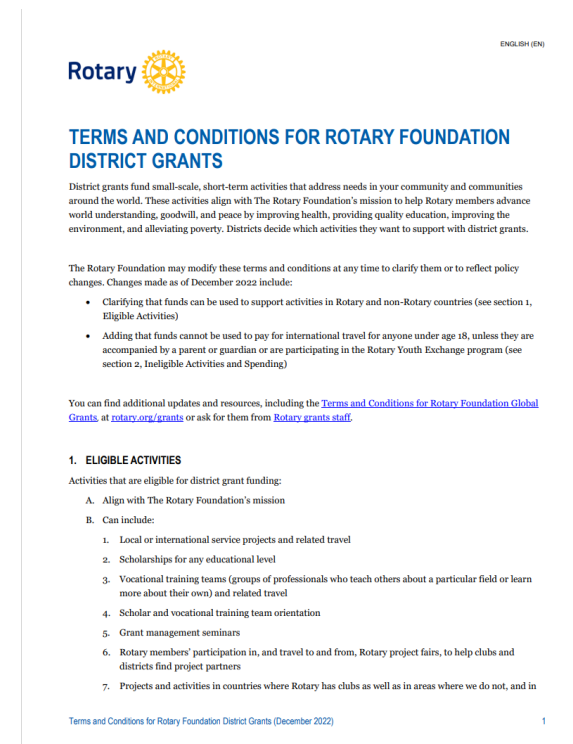 ENGLISH (EN)
Rotary
TERMS AND CONDITIONS FOR ROTARY FOUNDATION
DISTRICT GRANTS
District grants fund small-scale, short-term activities that address needs in your community and communities
around the world. These activities align with The Rotary Foundation's mission to help Rotary members advance
world understanding, goodwill, and peace by improving health, providing quality education, improving the
environment, and alleviating poverty. Districts decide which activities they want to support with district grants.
The Rotary Foundation may modify these terms and conditions at any time to clarify them or to reflect policy
changes. Changes made as of December 2022 include:
• Clarifying that funds can be used to support activities in Rotary and non-Rotary countries (see section 1,
Eligible Activities)
• Adding that funds cannot be used to pay for international travel for anyone under age 18, unless they are
accompanied by a parent or guardian or are participating in the Rotary Youth Exchange program (see
section 2, Ineligible Activities and Spending)
You can find additional updates and resources, including the Terms and Conditions for Rotary Foundation Global
Grants, at rotary.org/grants or ask for them from Rotary grants staff.
1. ELIGIBLE ACTIVITIES
Activities that are eligible for district grant funding:
A. Align with The Rotary Foundation's mission
B. Can include:
1. Local or international service projects and related travel
2. Scholarships for any educational level
3. Vocational training teams (groups of professionals who teach others about a particular field or learn
more about their own) and related travel
4. Scholar and vocational training team orientation
5. Grant management seminars
6. Rotary members' participation in, and travel to and from, Rotary project fairs, to help clubs and
districts find project partners
7. Projects and activities in countries where Rotary has clubs as well as in areas where we do not, and in
Terms and Conditions for Rotary Foundation District Grants (December 2022) 1